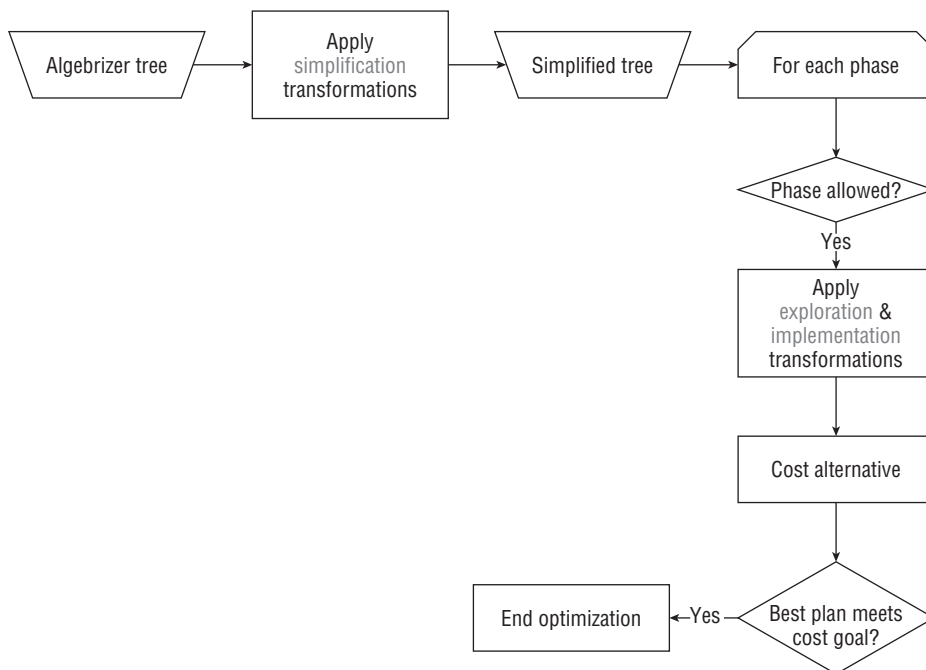 Algebrizer tree
Apply
simplification
transformations
Simplified tree
For each phase
Phase allowed?
Yes
Apply
exploration &
implementation
transformations
Cost alternative
Best plan meets
cost goal?
Yes
End optimization